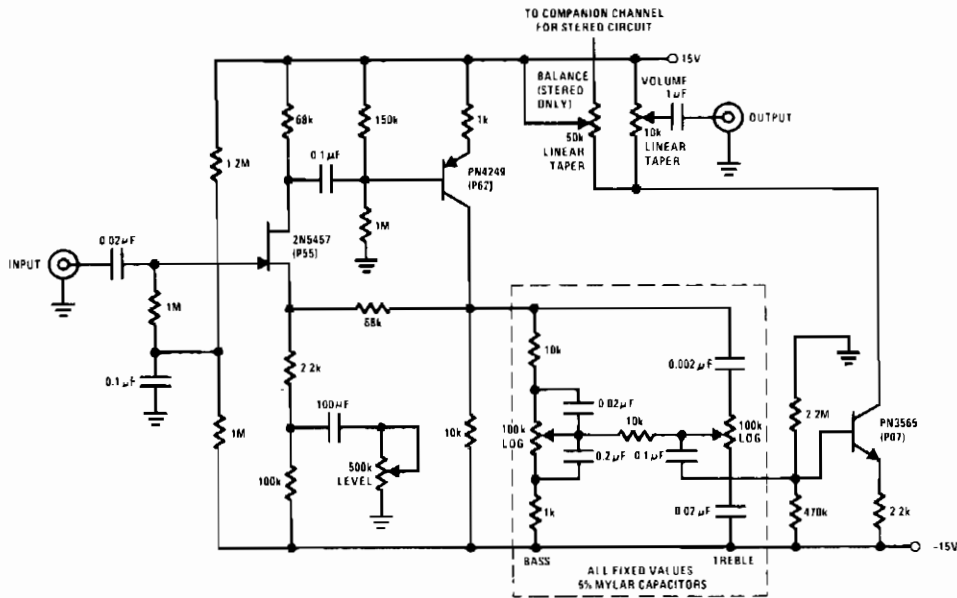 TO COMPANION CHANNEL
FOR STEREO CIRCUIT
15V
BALANCE
(STEREO
ONLY)
VOLUME
1µF
OUTPUT
68k
150k
1k
50k
LINEAR
TAPER
10k
LINEAR
TAPER
1.2M
0.1µF
PN4249
(P62)
1M
2N5457
(P55)
0.02µF
INPUT
1M
68k
10k
0.002µF
2.2k
0.1µF
0.02µF
2.2M
PN3565
100µF
100k
LOG
10k
100k
LOG
10k
1M
500k
LEVEL
0.2µF
0.1µF
100k
1k
0.02µF
470k
2.2k
-15V
BASS
TREBLE
ALL FIXED VALUES
5% MYLAR CAPACITORS